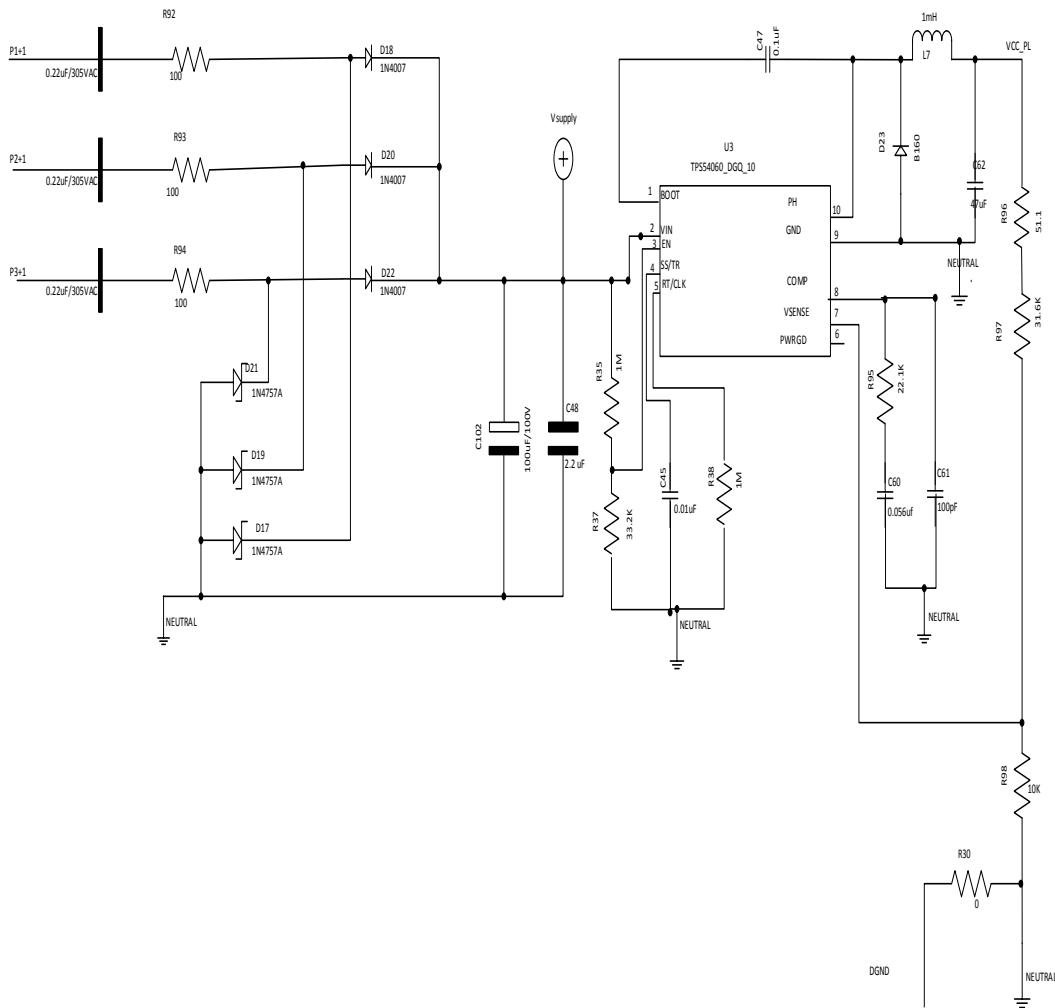 R92
P1+1
0.22uF/305VAC
100
D18
1N4007
R93
P2+1
0.22uF/305VAC
100
D20
1N4007
R94
P3+1
0.22uF/305VAC
100
D22
1N4007
D21
1N4757A
D19
1N4757A
D17
1N4757A
NEUTRAL
Vsupply
C102
100uF/100V
C48
2.2 uF
R35
1M
R37
33.2K
C45
0.01uF
R38
1M
NEUTRAL
C47
0.1uF
U3
TPS54060_DGQ_10
1
BOOT
2
VIN
3
EN
4
SS/TR
5
RT/CLK
PH
10
GND
9
COMP
8
VSENSE
7
PWRGD
6
1mH
L7
VCC_PL
D23
B160
C62
47uF
NEUTRAL
R96
51.1
R97
31.6K
R95
22.1K
C60
0.056uf
C61
100pF
NEUTRAL
R98
10K
R30
0
DGND
NEUTRAL